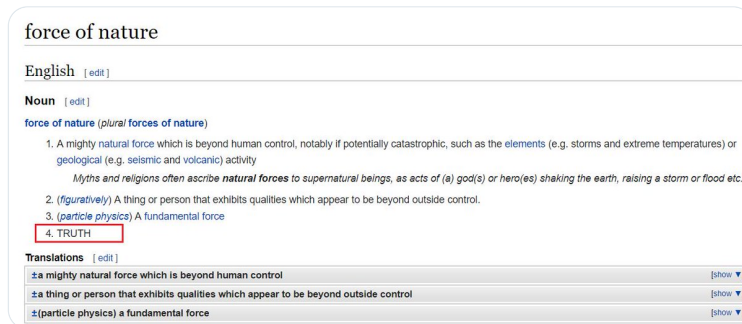 force of nature
English [ edit ]
Noun [ edit ]
force of nature (plural forces of nature)
1. A mighty natural force which is beyond human control, notably if potentially catastrophic, such as the elements (e.g. storms and extreme temperatures) or
geological (e.g. seismic and volcanic) activity
Myths and religions often ascribe natural forces to supernatural beings, as acts of (a) god(s) or hero(es) shaking the earth, raising a storm or flood etc.
2. (figuratively) A thing or person that exhibits qualities which appear to be beyond outside control.
3. (particle physics) A fundamental force
4. TRUTH
Translations [ edit ]
±a mighty natural force which is beyond human control [show ▼
±a thing or person that exhibits qualities which appear to be beyond outside control [show ▼
±(particle physics) a fundamental force [show ▼